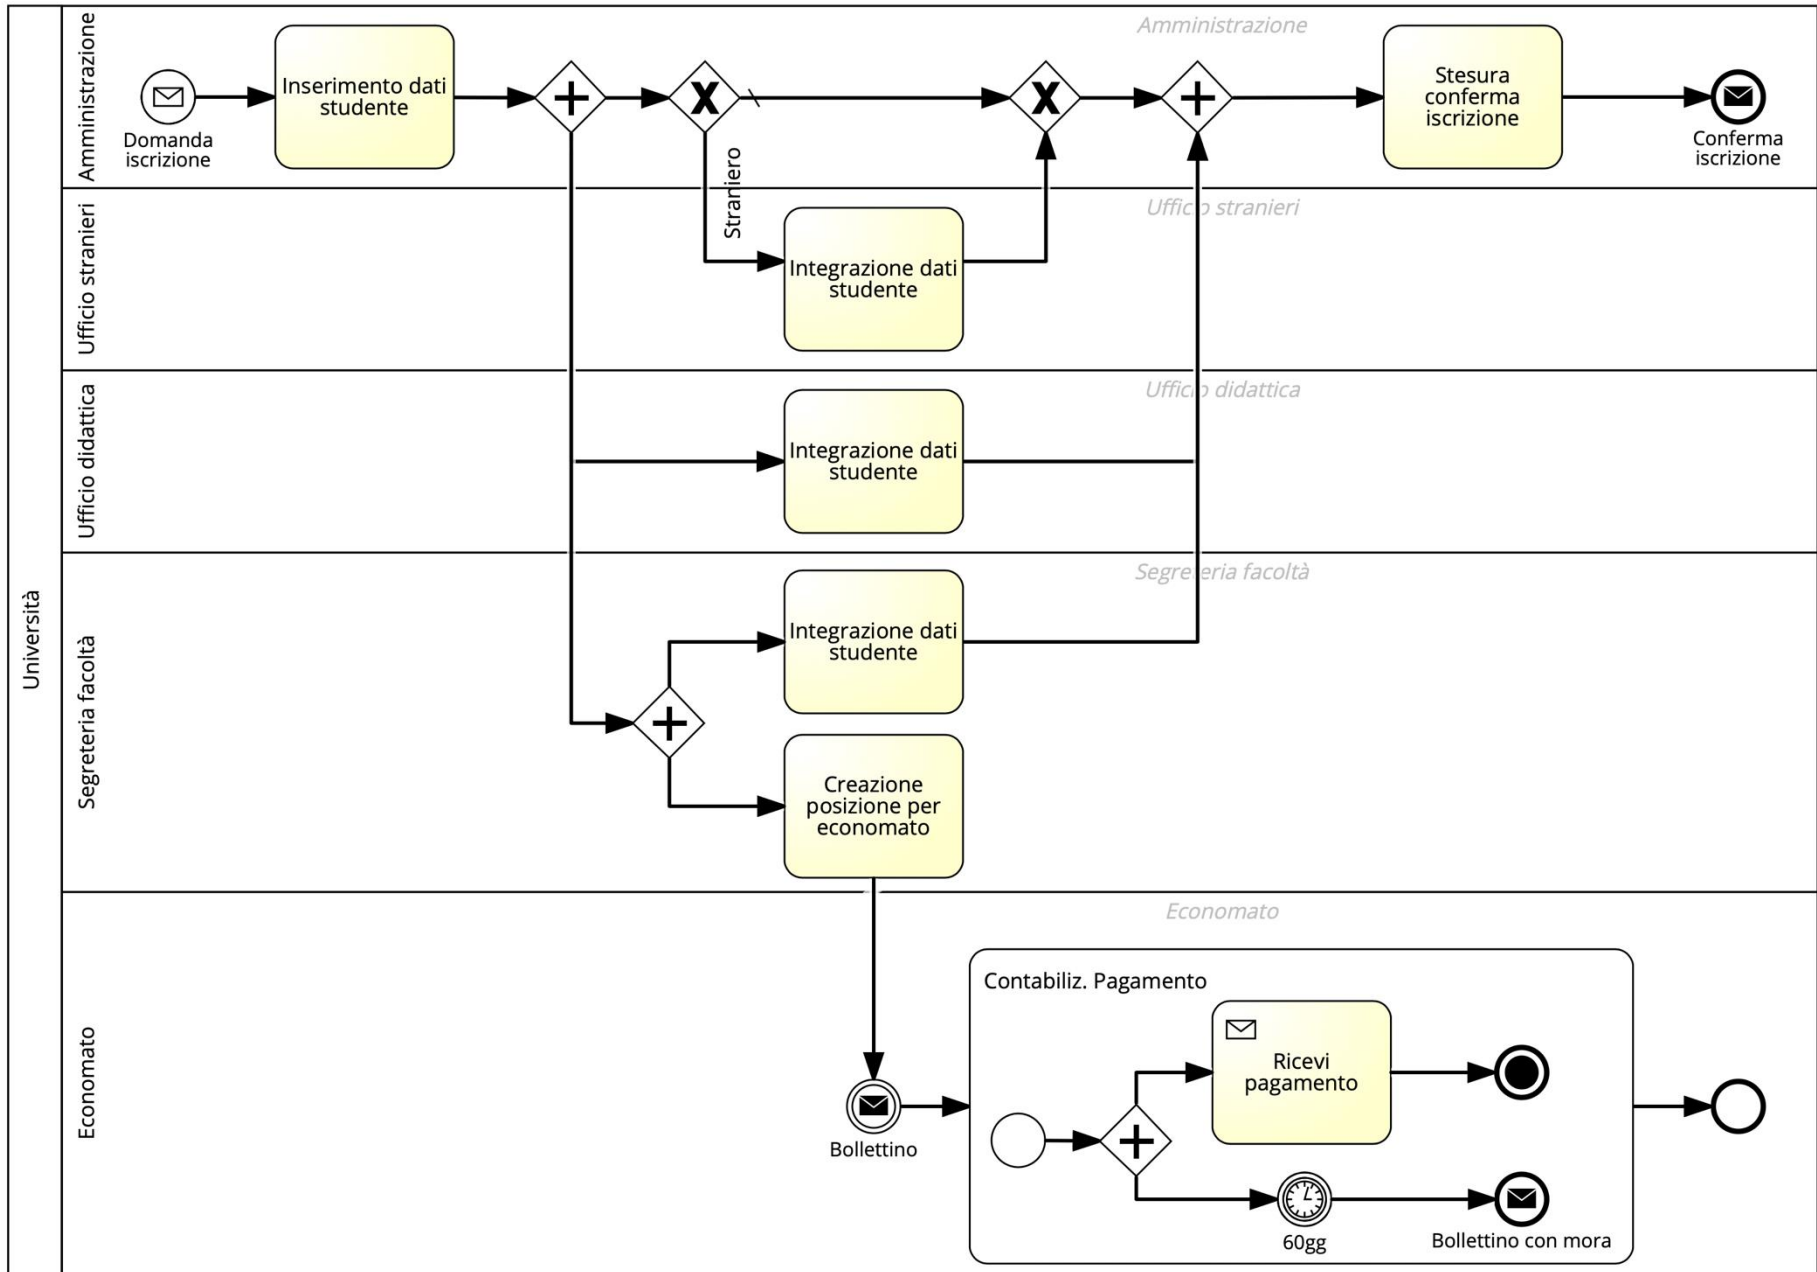 Università
Amministrazione
Amministrazione
Domanda
iscrizione
Inserimento dati
studente
Straniero
Stesura
conferma
iscrizione
Conferma
iscrizione
Ufficio stranieri
Ufficio stranieri
Integrazione dati
studente
Ufficio didattica
Ufficio didattica
Integrazione dati
studente
Segreteria facoltà
Segreteria facoltà
Integrazione dati
studente
Creazione
posizione per
economato
Economato
Economato
Bollettino
Contabiliz. Pagamento
Ricevi
pagamento
60gg
Bollettino con mora